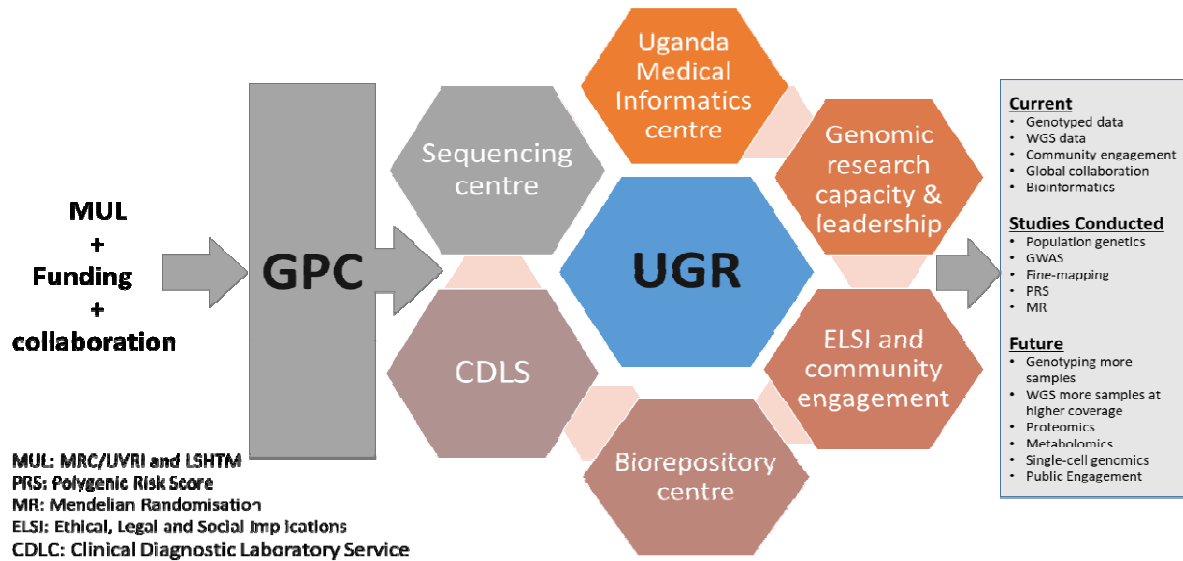 MUL
+
Funding
+
collaboration
GPC
Sequencing
centre
Uganda
Medical
Informatics
centre
Genomic
research
capacity &
leadership
UGR
CDLS
ELSI and
community
engagement
Biorepository
centre
Current
• Genotyped data
• WGS data
• Community engagement
• Global collaboration
• Bioinformatics
Studies Conducted
• Population genetics
• GWAS
• Fine-mapping
• PRS
• MR
Future
• Genotyping more
samples
• WGS more samples at
higher coverage
• Proteomics
• Metabolomics
• Single-cell genomics
• Public Engagement
MUL: MRC/UVRI and LSHTM
PRS: Polygenic Risk Score
MR: Mendelian Randomisation
ELSI: Ethical, Legal and Social Implications
CDLC: Clinical Diagnostic Laboratory Service